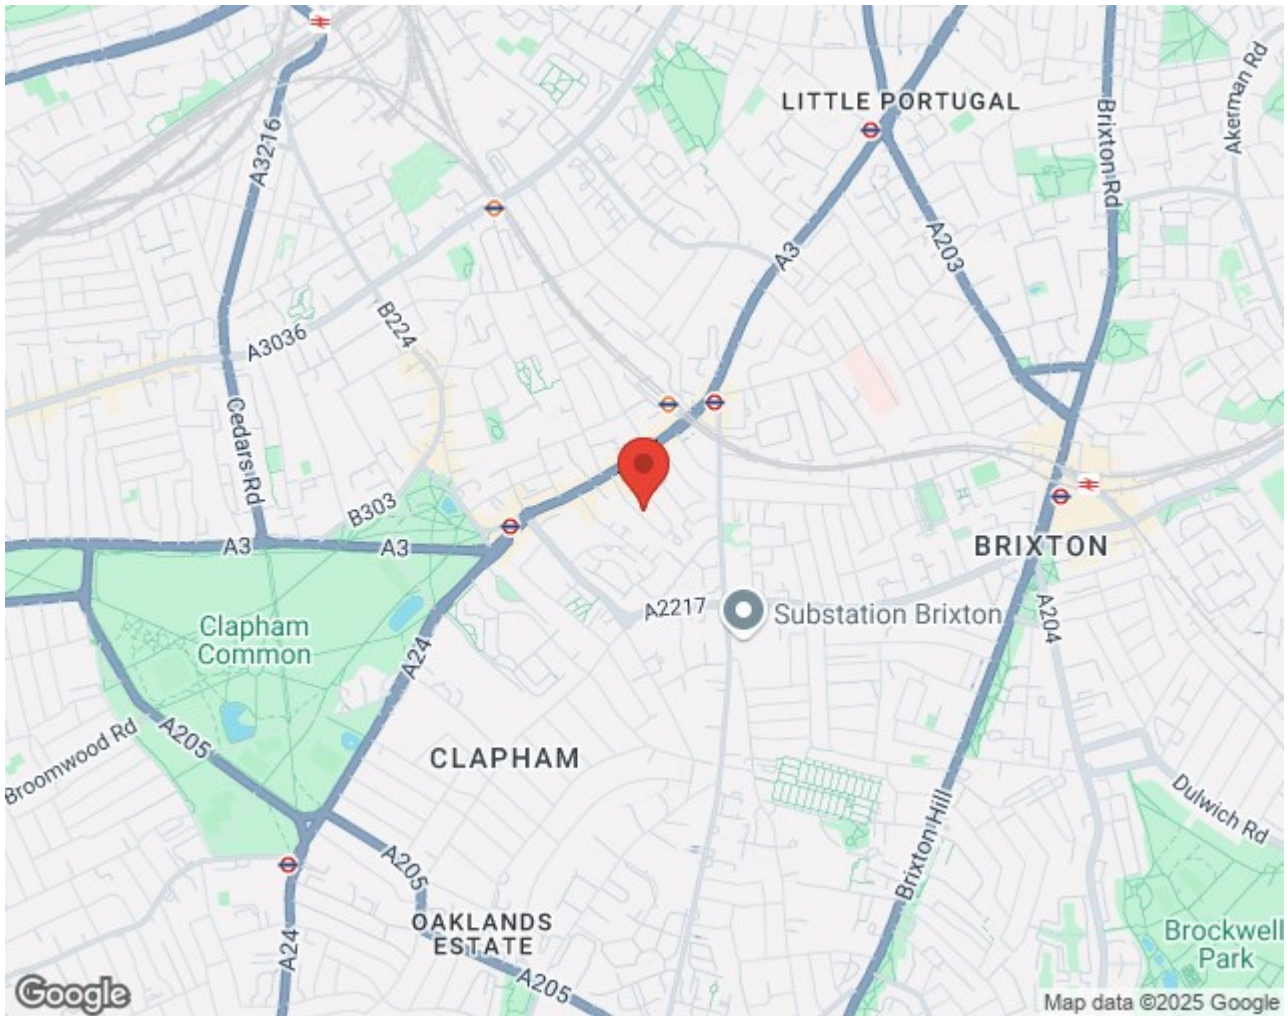 LITTLE PORTUGAL
Akerman Rd
Brixton Rd
A3216
A3
A203
B224
A3036
Cedars Rd
B303
A3
A3
BRIXTON
A2217
Substation Brixton
A204
Clapham
Common
A24
A205
Broomwood Rd
CLAPHAM
Dulwich Rd
Brixton Hill
A205
OAKLANDS
ESTATE
A24
A205
Brockwell
Park
Google
Map data ©2025 Google